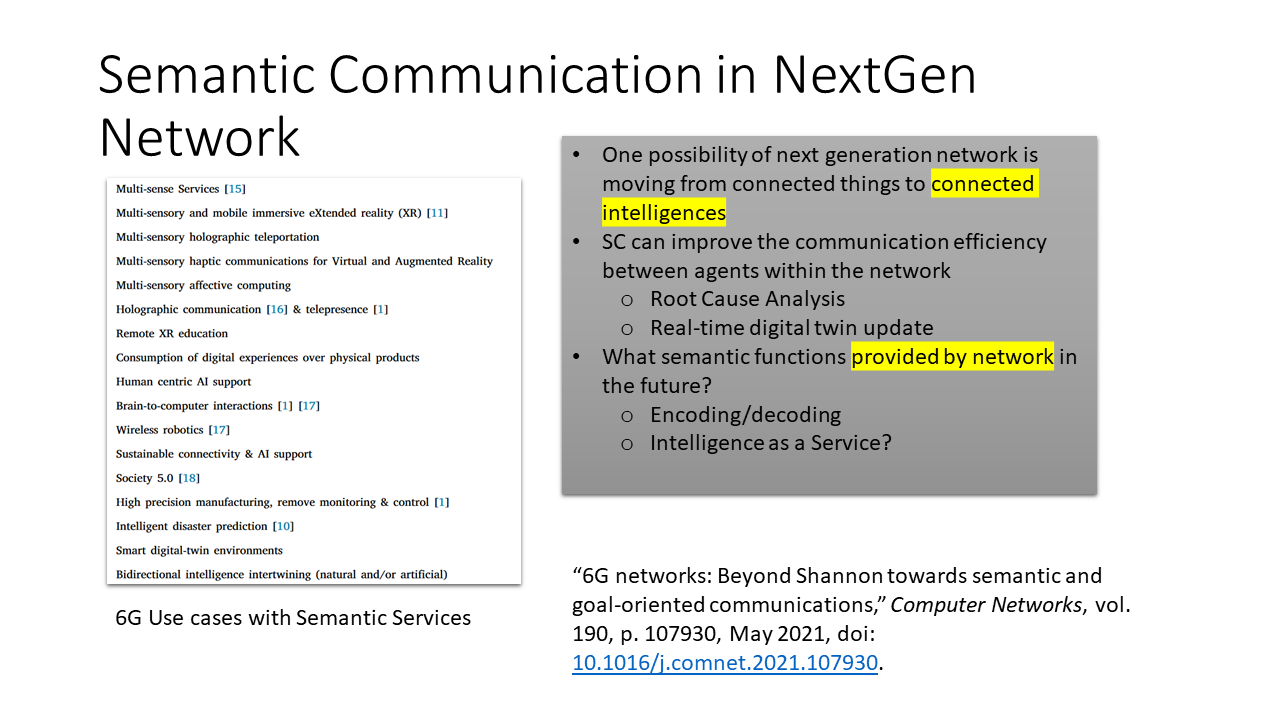 Semantic Communication in NextGen
Network
Multi-sense Services [15]
Multi-sensory and mobile immersive eXtended reality (XR) [11]
Multi-sensory holographic teleportation
Multi-sensory haptic communications for Virtual and Augmented Reality
Multi-sensory affective computing
Holographic communication [16] & telepresence [1]
Remote XR education
Consumption of digital experiences over physical products
Human centric AI support
Brain-to-computer interactions [1] [17]
Wireless robotics [17]
Sustainable connectivity & AI support
Society 5.0 [18]
High precision manufacturing, remove monitoring & control [1]
Intelligent disaster prediction [10]
Smart digital-twin environments
Bidirectional intelligence intertwining (natural and/or artificial)
6G Use cases with Semantic Services
• One possibility of next generation network is
moving from connected things to connected
intelligences
• SC can improve the communication efficiency
between agents within the network
o Root Cause Analysis
o Real-time digital twin update
• What semantic functions provided by network in
the future?
o Encoding/decoding
o Intelligence as a Service?
“6G networks: Beyond Shannon towards semantic and
goal-oriented communications,” Computer Networks, vol.
190, p. 107930, May 2021, doi:
10.1016/j.comnet.2021.107930.